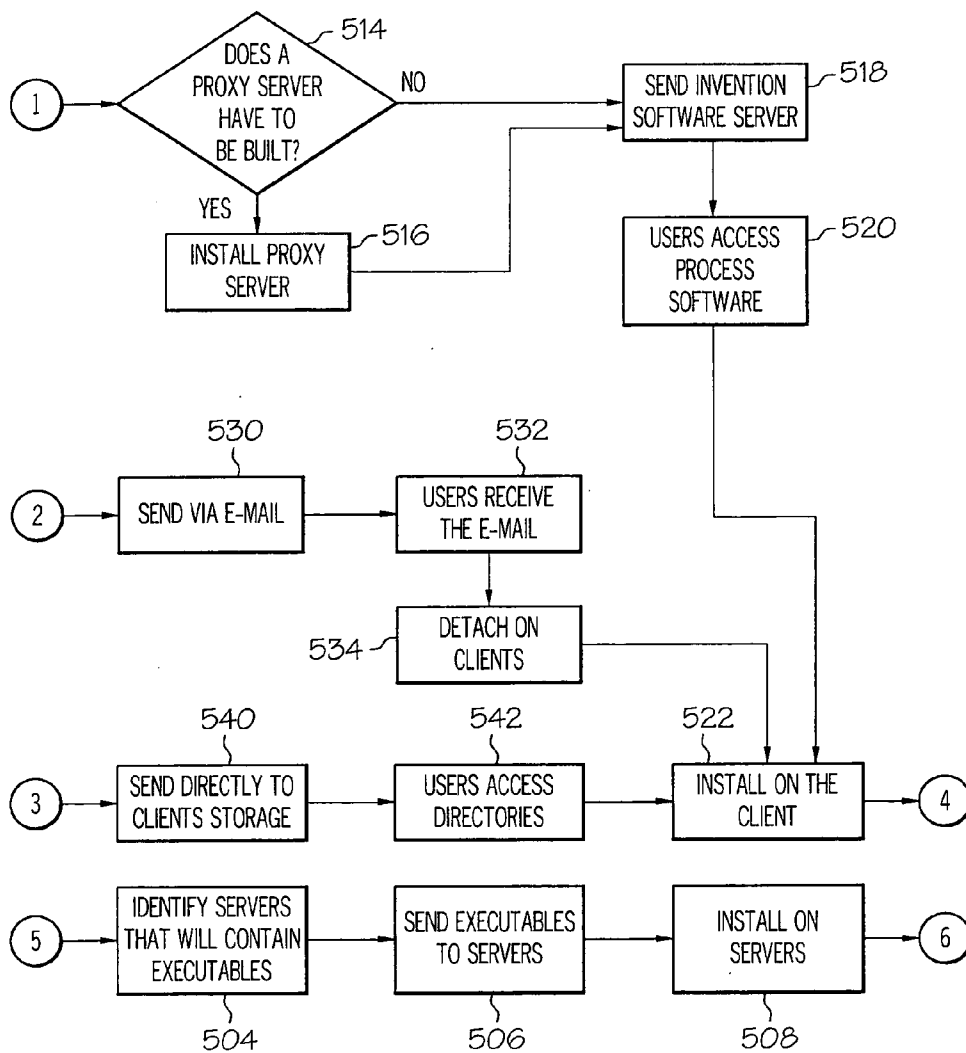 514
DOES A
PROXY SERVER
HAVE TO
BE BUILT?
1
NO
YES
516
INSTALL PROXY
SERVER
518
SEND INVENTION
SOFTWARE SERVER
520
USERS ACCESS
PROCESS
SOFTWARE
530
2
SEND VIA E-MAIL
532
USERS RECEIVE
THE E-MAIL
534
DETACH ON
CLIENTS
540
3
SEND DIRECTLY TO
CLIENTS STORAGE
542
USERS ACCESS
DIRECTORIES
522
INSTALL ON THE
CLIENT
4
5
IDENTIFY SERVERS
THAT WILL CONTAIN
EXECUTABLES
504
SEND EXECUTABLES
TO SERVERS
506
INSTALL ON
SERVERS
508
6